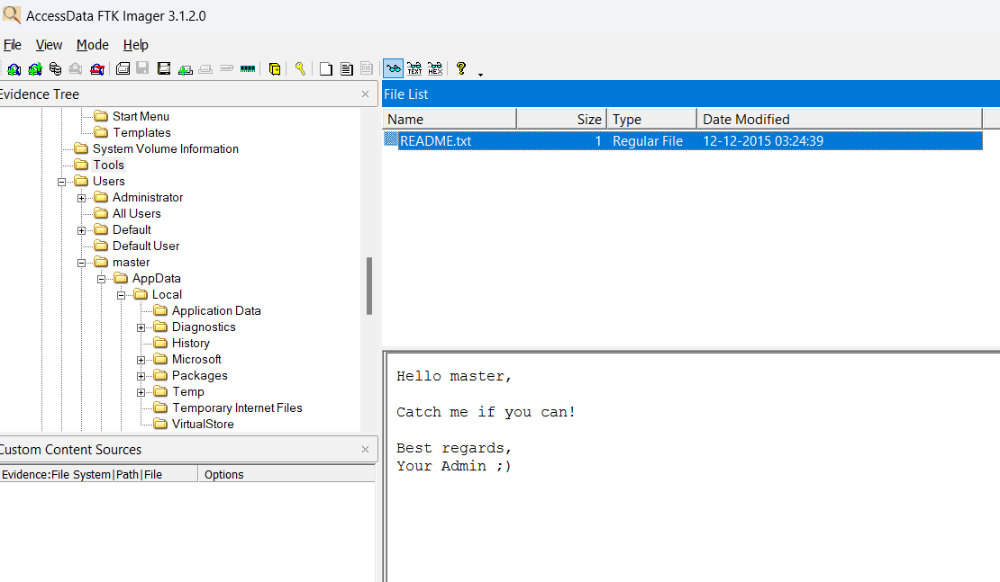 AccessData FTK Imager 3.1.2.0
File View Mode Help
TEXT HEX
Evidence Tree
Start Menu
Templates
System Volume Information
Tools
Users
Administrator
All Users
Default
Default User
master
AppData
Local
Application Data
Diagnostics
History
Microsoft
Packages
Temp
Temporary Internet Files
VirtualStore
Custom Content Sources
Evidence:File System|Path|File Options
File List
Name Size Type Date Modified
README.txt 1 Regular File 12-12-2015 03:24:39
Hello master,
Catch me if you can!
Best regards,
Your Admin ;)